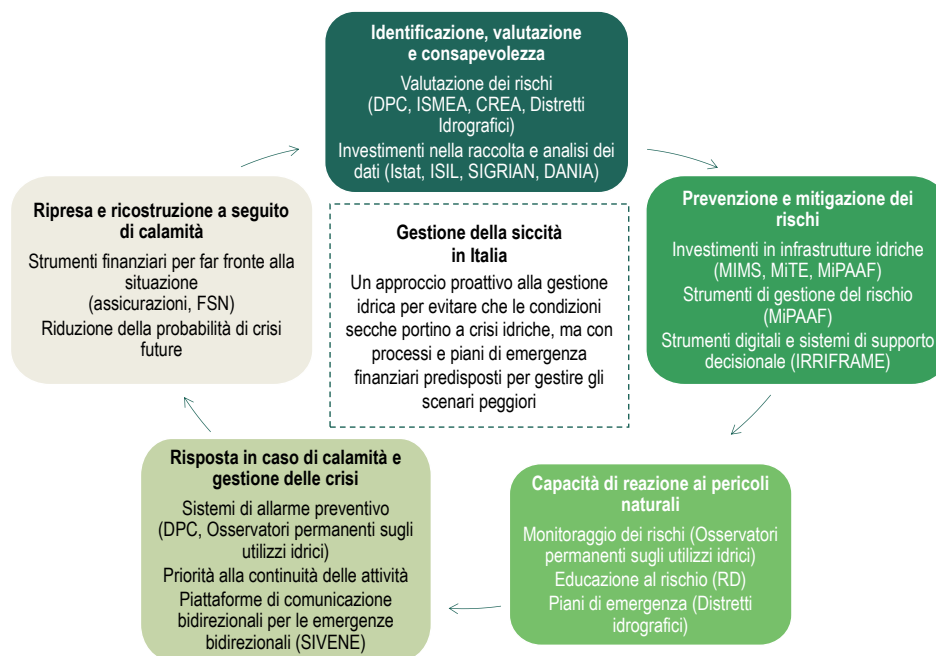 Identificazione, valutazione
e consapevolezza
Valutazione dei rischi
(DPC, ISMEA, CREA, Distretti
Idrografici)
Investimenti nella raccolta e analisi dei
dati (Istat, ISIL, SIGRIAN, DANIA)
Prevenzione e mitigazione dei
rischi
Investimenti in infrastrutture idriche
(MIMS, MiTE, MiPAAF)
Strumenti di gestione del rischio
(MiPAAF)
Strumenti digitali e sistemi di supporto
decisionale (IRRIFRAME)
Capacità di reazione ai pericoli
naturali
Monitoraggio dei rischi (Osservatori
permanenti sugli utilizzi idrici)
Educazione al rischio (RD)
Piani di emergenza (Distretti
idrografici)
Risposta in caso di calamità e
gestione delle crisi
Sistemi di allarme preventivo
(DPC, Osservatori permanenti sugli
utilizzi idrici)
Priorità alla continuità delle attività
Piattaforme di comunicazione
bidirezionali per le emergenze
bidirezionali (SIVENE)
Ripresa e ricostruzione a seguito
di calamità
Strumenti finanziari per far fronte alla
situazione
(assicurazioni, FSN)
Riduzione della probabilità di crisi
future
Gestione della siccità
in Italia
Un approccio proattivo alla gestione
idrica per evitare che le condizioni
secche portino a crisi idriche, ma con
processi e piani di emergenza
finanziari predisposti per gestire gli
scenari peggiori